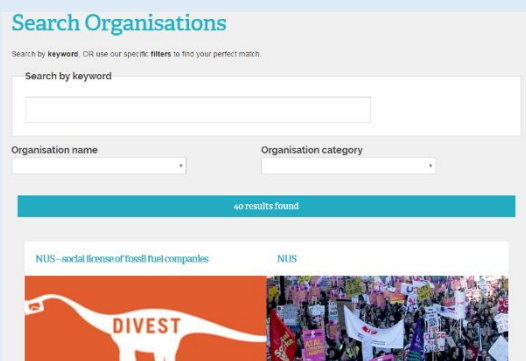 Search Organisations
Search by keyword, OR use our specific filters to find your perfect match.
Search by keyword
Organisation name Organisation category
40 results found
NUS – social license of fossil fuel companies NUS
DIVEST